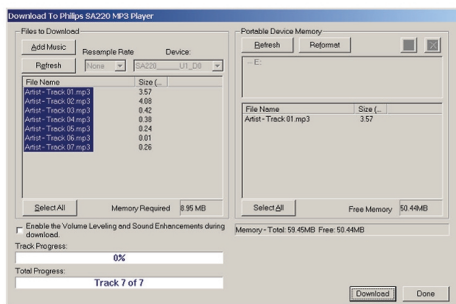 Download To Philips SA220 MP3 Player
Files to Download
Add Music
Resample Rate
Device:
Refresh
None
SA220_____U1_D0
File Name
Size (...
Artist - Track 01.mp3
3.57
Artist - Track 02.mp3
4.08
Artist - Track 03.mp3
0.42
Artist - Track 04.mp3
0.38
Artist - Track 05.mp3
0.24
Artist - Track 06.mp3
0.01
Artist - Track 07.mp3
0.26
Select All
Memory Required
8.95 MB
Enable the Volume Leveling and Sound Enhancements during
download.
Track Progress:
0%
Total Progress:
Track 7 of 7
Portable Device Memory
Refresh
Reformat
E:
File Name
Size (...
Artist - Track 01.mp3
3.57
Select All
Free Memory
50.44MB
Memory - Total: 59.45MB Free: 50.44MB
Download
Done